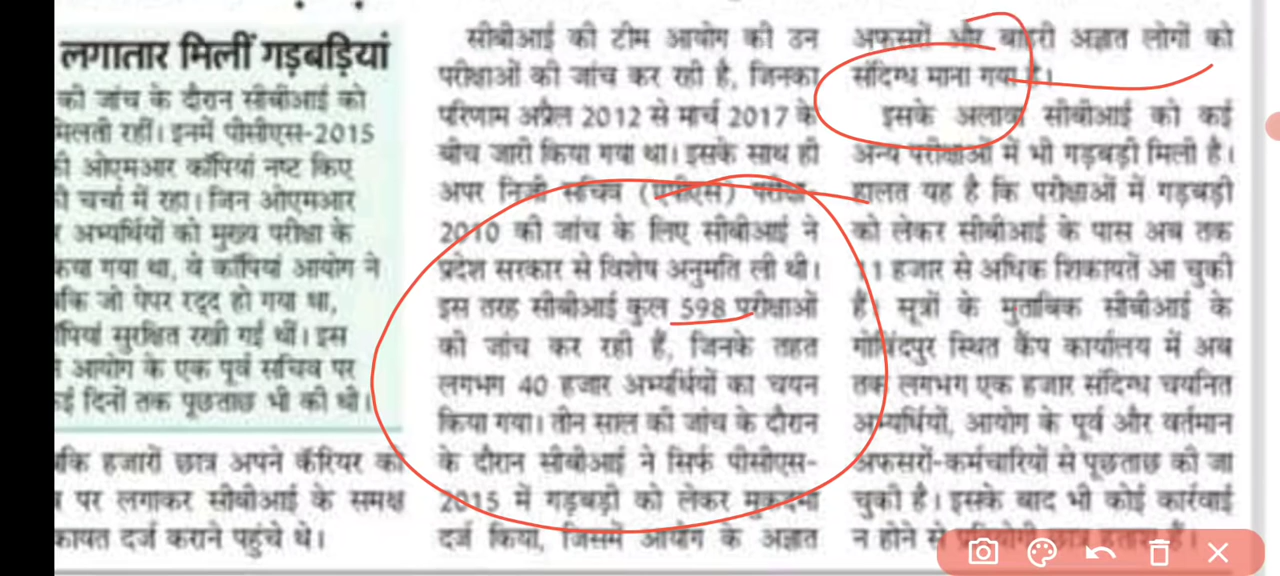 लगातार मिलीं गड़बड़ियां
की जांच के दौरान सीबीआई को
मिलती रहीं। इनमें पीसीएस-2015
ओएमआर कॉपियां नष्ट किए
चर्चा में रहा। जिन ओएमआर
अभ्यर्थियों को मुख्य परीक्षा के
गया था, वे कॉपियां आयोग ने
जो पेपर रद्द हो गया था,
सुरक्षित रखी गई थीं। इस
आयोग के एक पूर्व सचिव पर
दिनों तक पूछताछ भी की थी।
हजारों छात्र अपने कॅरियर को
पर लगाकर सीबीआई के समक्ष
दर्ज कराने पहुंचे थे।
सीबीआई की टीम आयोग की उन
परीक्षाओं की जांच कर रही है, जिनका
परिणाम अप्रैल 2012 से मार्च 2017 के
बीच जारी किया गया था। इसके साथ ही
अपर निजी सचिव (एपीएस) परीक्षा-
2010 की जांच के लिए सीबीआई ने
प्रदेश सरकार से विशेष अनुमति ली थी।
इस तरह सीबीआई कुल 598 परीक्षाओं
की जांच कर रही है, जिनके तहत
लगभग 40 हजार अभ्यर्थियों का चयन
किया गया। तीन साल की जांच के दौरान
के दौरान सीबीआई ने सिर्फ पीसीएस-
2015 में गड़बड़ी को लेकर मुकदमा
दर्ज किया, जिसमें आयोग के अज्ञात
अफसरों और बाहरी अज्ञात लोगों को
संदिग्ध माना गया है।
इसके अलावा सीबीआई को कई
अन्य परीक्षाओं में भी गड़बड़ी मिली है।
हालत यह है कि परीक्षाओं में गड़बड़ी
को लेकर सीबीआई के पास अब तक
11 हजार से अधिक शिकायतें आ चुकी
हैं। सूत्रों के मुताबिक सीबीआई के
गोविंदपुर स्थित कैंप कार्यालय में अब
तक लगभग एक हजार संदिग्ध चयनित
अभ्यर्थियों, आयोग के पूर्व और वर्तमान
अफसरों-कर्मचारियों से पूछताछ की जा
चुकी है। इसके बाद भी कोई कार्रवाई
न होने से प्रतियोगी छात्र हताश हैं।